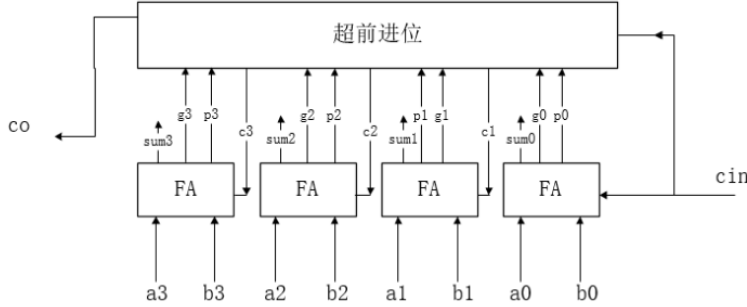 超前进位
g3 p3 c3 g2 p2 c2 p1 g1 c1 g0 p0
co sum3 sum2 sum1 sum0
FA FA FA FA cin
a3 b3 a2 b2 a1 b1 a0 b0